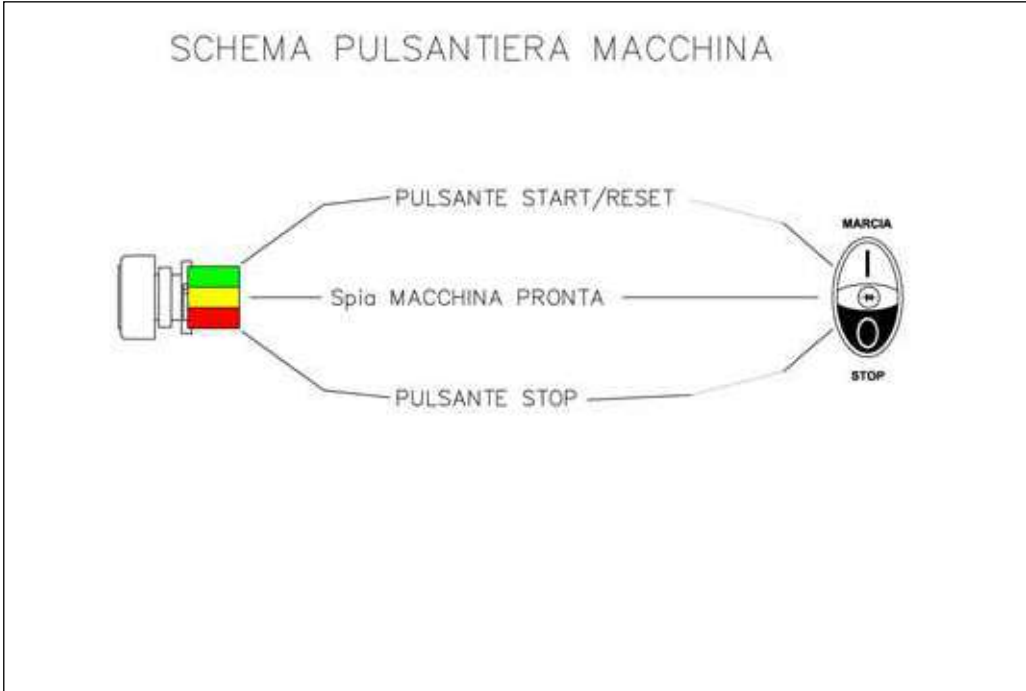 SCHEMA PULSANTIERA MACCHINA
PULSANTE START/RESET
MARCIA
Spia MACCHINA PRONTA
STOP
PULSANTE STOP